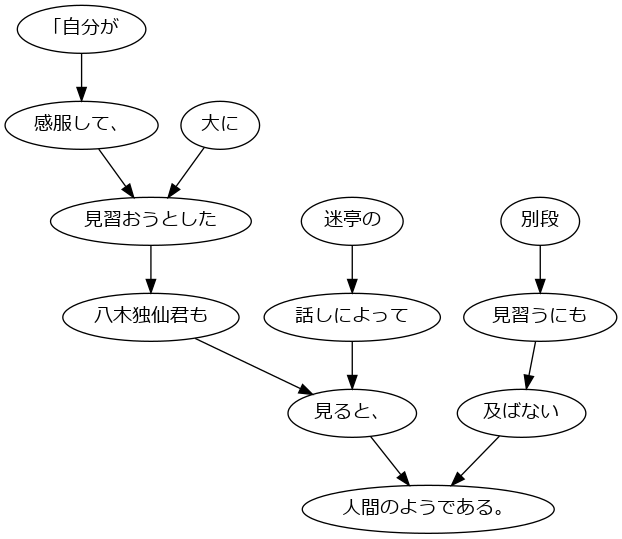 「自分が
感服して、
大に
見習おうとした
迷亭の
別段
八木独仙君も
話しによって
見習うにも
見ると、
及ばない
人間のようである。